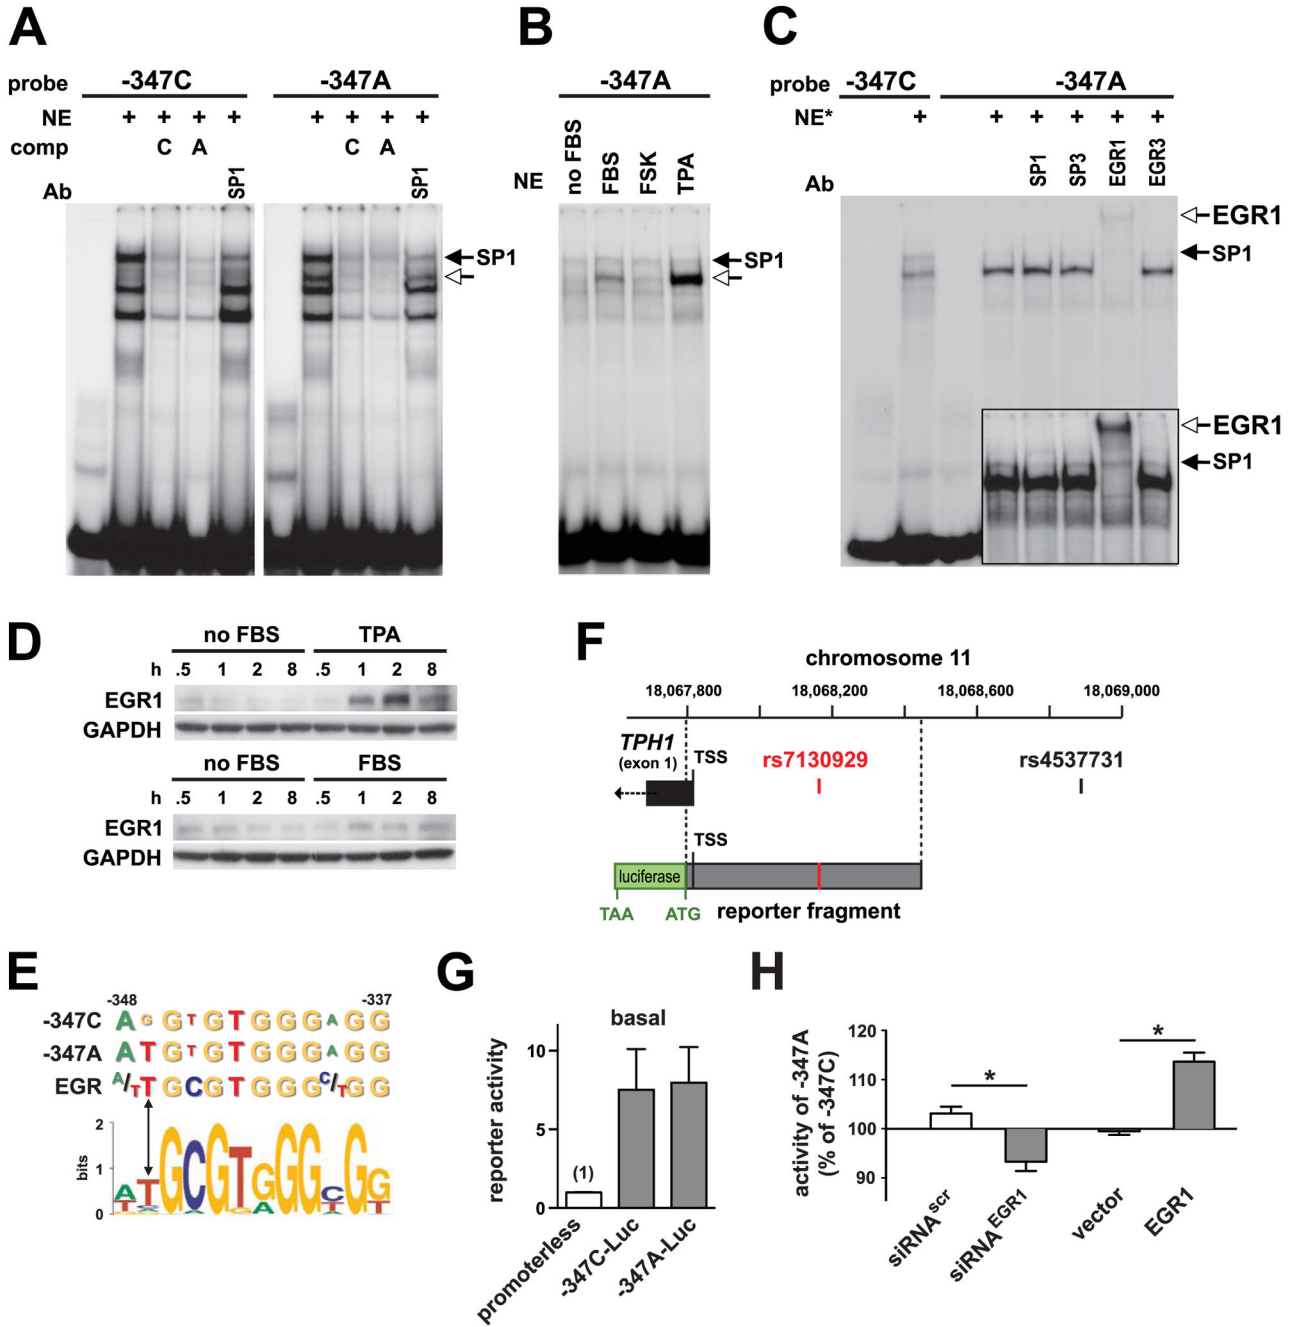 A
probe -347C -347A
NE + + + + + + + +
comp C A C A
Ab SP1 SP1
SP1
B
-347A
NE no FBS FBS FSK TPA
SP1
C
probe -347C -347A
NE* + + + + + +
Ab SP1 SP3 EGR1 EGR3
EGR1
SP1
EGR1
SP1
D
no FBS TPA
h .5 1 2 8 .5 1 2 8
EGR1
GAPDH
no FBS FBS
h .5 1 2 8 .5 1 2 8
EGR1
GAPDH
F
chromosome 11
18,067,800 18,068,200 18,068,600 18,069,000
TPH1
(exon 1)
TSS
rs7130929 rs4537731
TSS
luciferase
TAA ATG reporter fragment
E
-348 -337
-347C A G G T G T G G G A G G
-347A A T G T G T G G G A G G
EGR A/T T G C G T G G G C/T G G
2
bits
1
0
A T G C G T G G G C G G
G
basal
reporter activity
10
5
0
(1)
promoterless
-347C-Luc
-347A-Luc
H
activity of -347A
(% of -347C)
120
110
100
90
* *
siRNAscr
siRNAEGR1
vector
EGR1